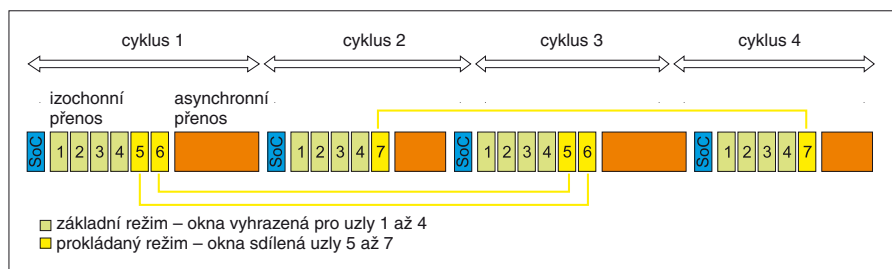 cyklus 1 cyklus 2 cyklus 3 cyklus 4
izochonní asynchronní
přenos přenos
SoC 1 2 3 4 5 6 SoC 1 2 3 4 7 SoC 1 2 3 4 5 6 SoC 1 2 3 4 7
základní režim – okna vyhrazená pro uzly 1 až 4
prokládaný režim – okna sdílená uzly 5 až 7